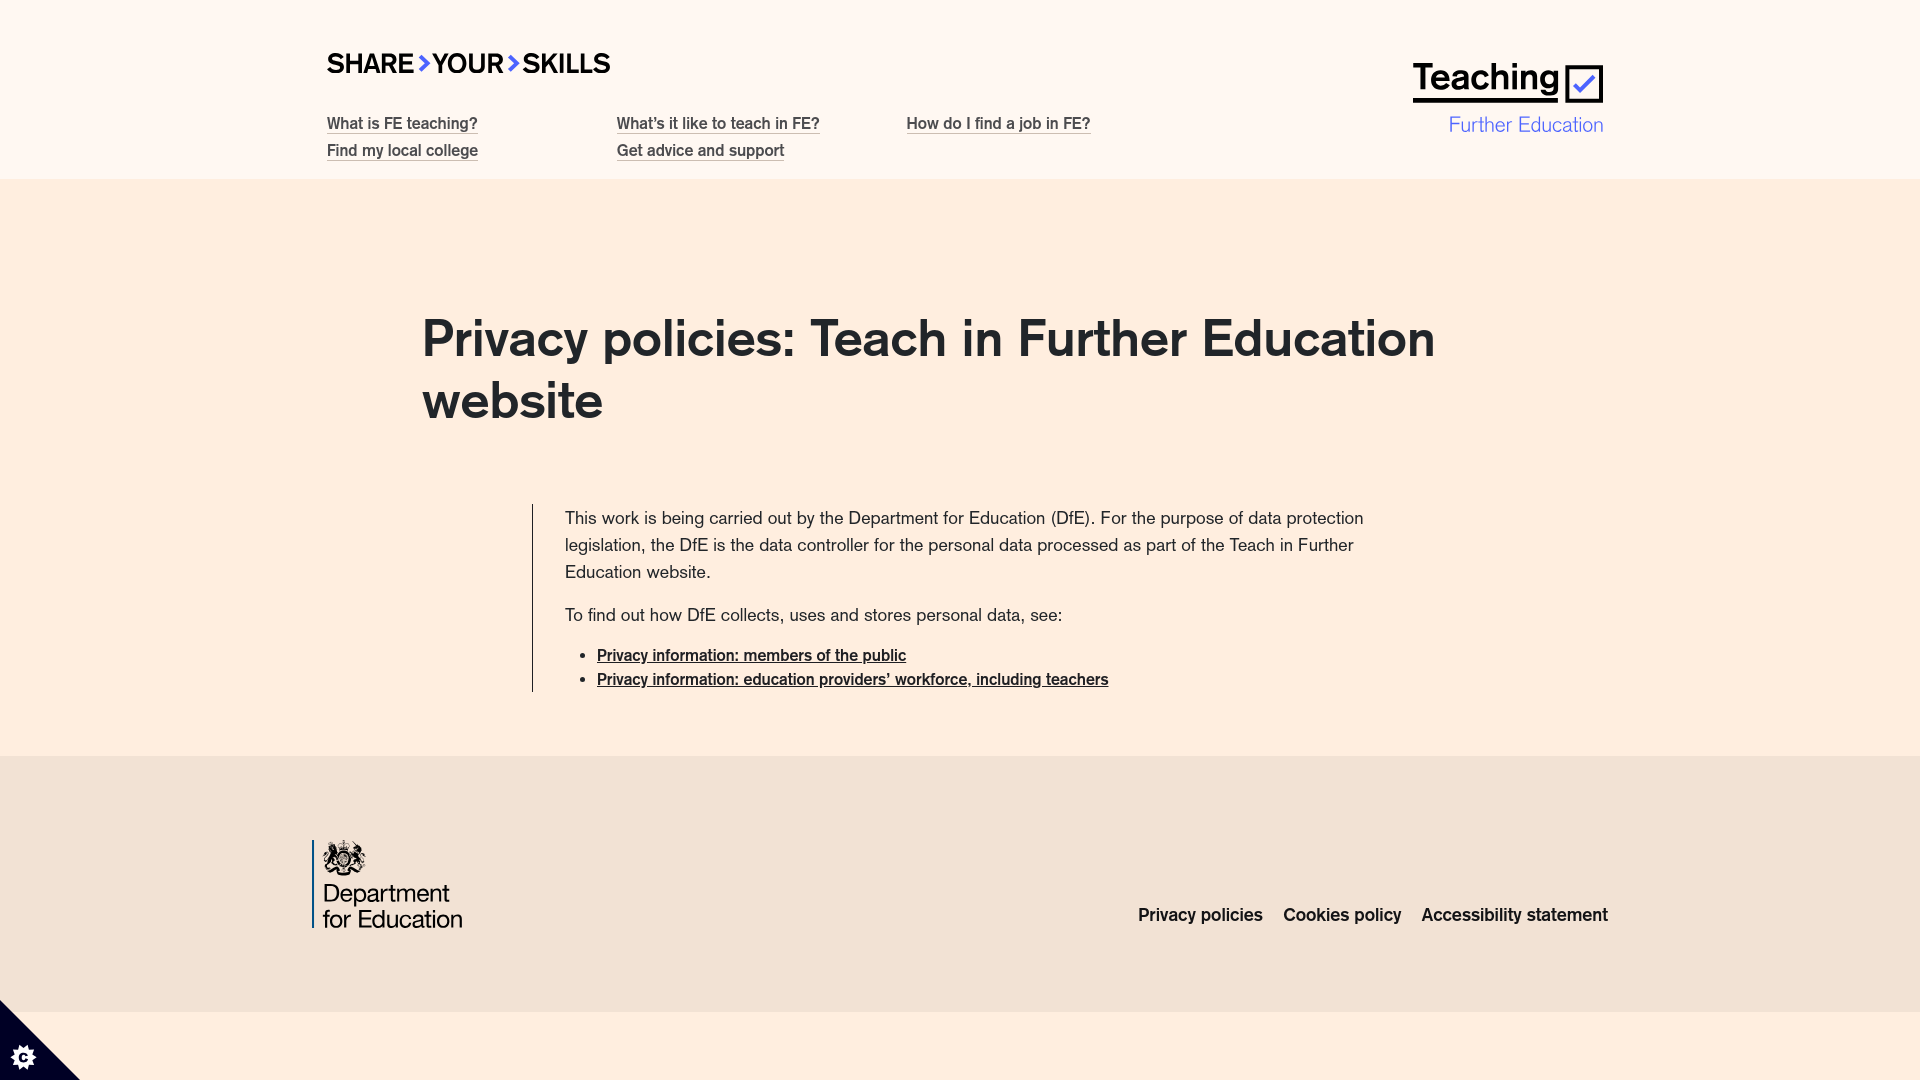 SHARE YOUR SKILLS
Teaching
Further Education
What is FE teaching?
What's it like to teach in FE?
How do I find a job in FE?
Find my local college
Get advice and support
Privacy policies: Teach in Further Education
website
This work is being carried out by the Department for Education (DfE). For the purpose of data protection
legislation, the DfE is the data controller for the personal data processed as part of the Teach in Further
Education website.
To find out how DfE collects, uses and stores personal data, see:
Privacy information: members of the public
Privacy information: education providers’ workforce, including teachers
Department
for Education
Privacy policies
Cookies policy
Accessibility statement
C